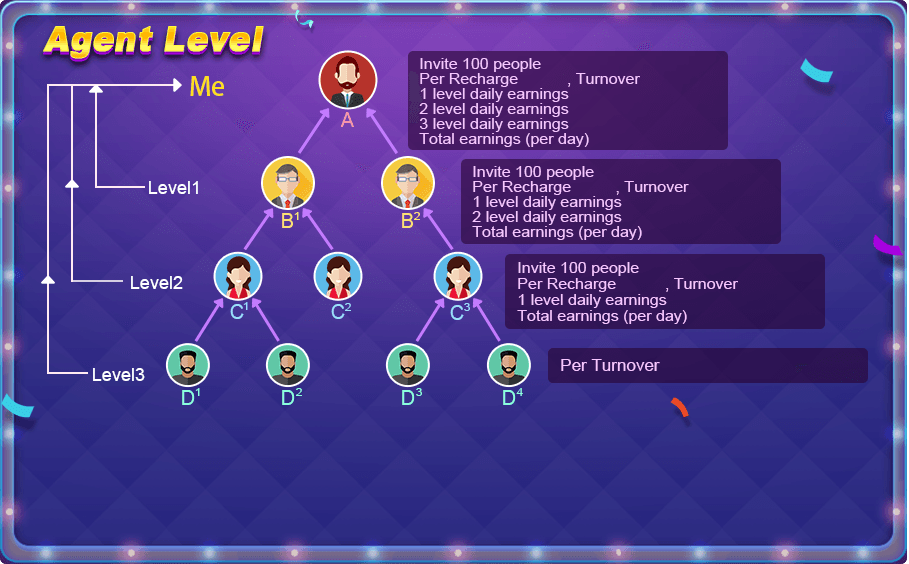 Agent Level
Me
Level1
Level2
Level3
A
Invite 100 people
Per Recharge , Turnover
1 level daily earnings
2 level daily earnings
3 level daily earnings
Total earnings (per day)
B¹ B²
Invite 100 people
Per Recharge , Turnover
1 level daily earnings
2 level daily earnings
Total earnings (per day)
C¹ C² C³
Invite 100 people
Per Recharge , Turnover
1 level daily earnings
Total earnings (per day)
D¹ D² D³ D⁴
Per Turnover